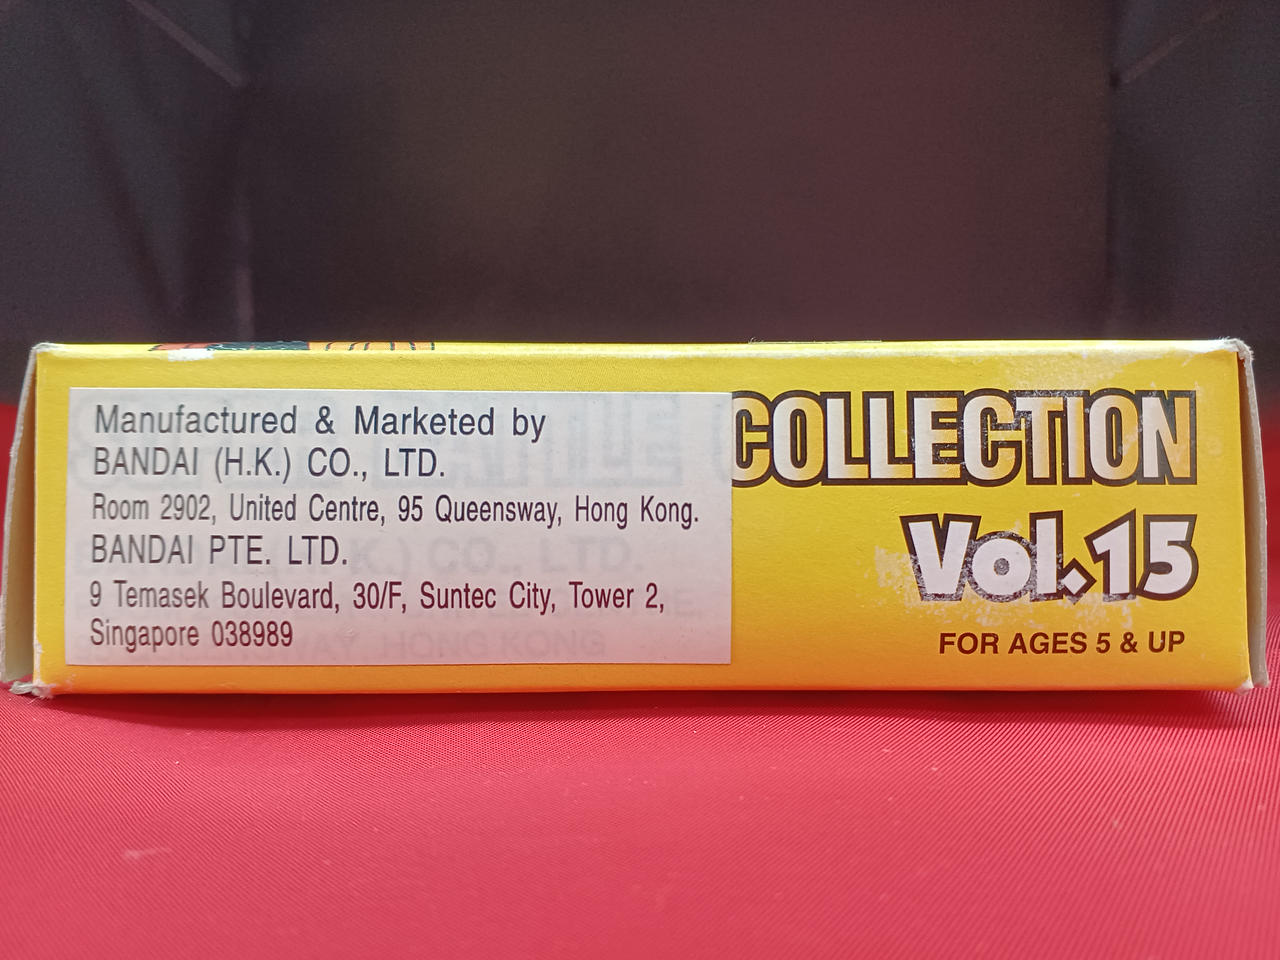 Manufactured & Marketed by
BANDAI (H.K.) CO., LTD.
Room 2902, United Centre, 95 Queensway, Hong Kong.
BANDAI PTE. LTD.
9 Temasek Boulevard, 30/F, Suntec City, Tower 2,
Singapore 038989
COLLECTION
Vol.15
FOR AGES 5 & UP